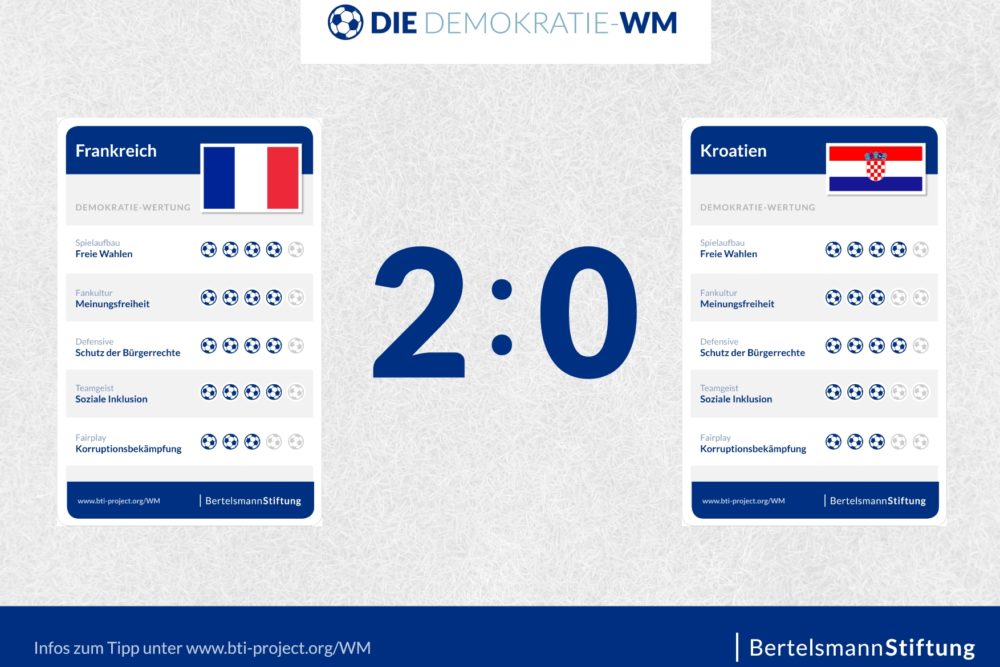 DIE DEMOKRATIE-WM
Frankreich
DEMOKRATIE-WERTUNG
Spielaufbau
Freie Wahlen
Fankultur
Meinungsfreiheit
Defensive
Schutz der Bürgerrechte
Teamgeist
Soziale Inklusion
Fairplay
Korruptionsbekämpfung
www.bti-project.org/WM
BertelsmannStiftung
2:0
Kroatien
DEMOKRATIE-WERTUNG
Spielaufbau
Freie Wahlen
Fankultur
Meinungsfreiheit
Defensive
Schutz der Bürgerrechte
Teamgeist
Soziale Inklusion
Fairplay
Korruptionsbekämpfung
www.bti-project.org/WM
BertelsmannStiftung
Infos zum Tipp unter www.bti-project.org/WM
BertelsmannStiftung